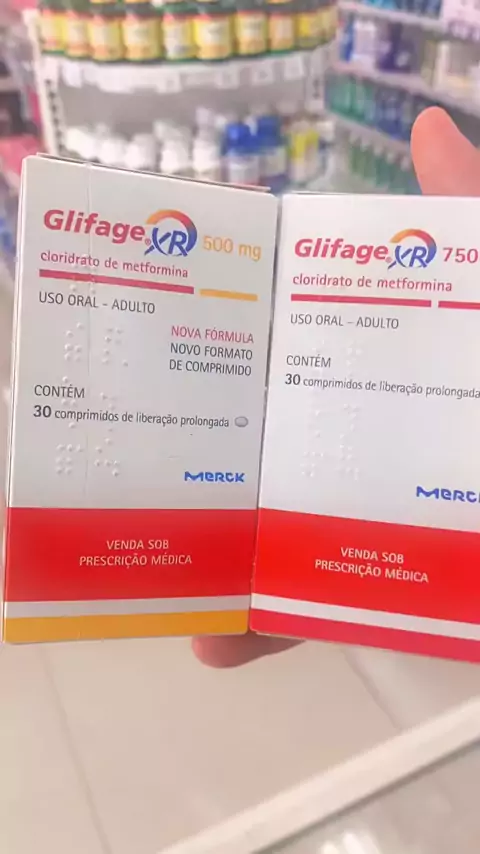 Glifage® XR 500 mg
cloridrato de metformina
USO ORAL – ADULTO
NOVA FÓRMULA
NOVO FORMATO
DE COMPRIMIDO
CONTÉM
30 comprimidos de liberação prolongada
MERCK
VENDA SOB
PRESCRIÇÃO MÉDICA
Glifage® XR 750
cloridrato de metformina
USO ORAL – ADULTO
CONTÉM
30 comprimidos de liberação prolongada
MERCK
VENDA SOB
PRESCRIÇÃO MÉDICA